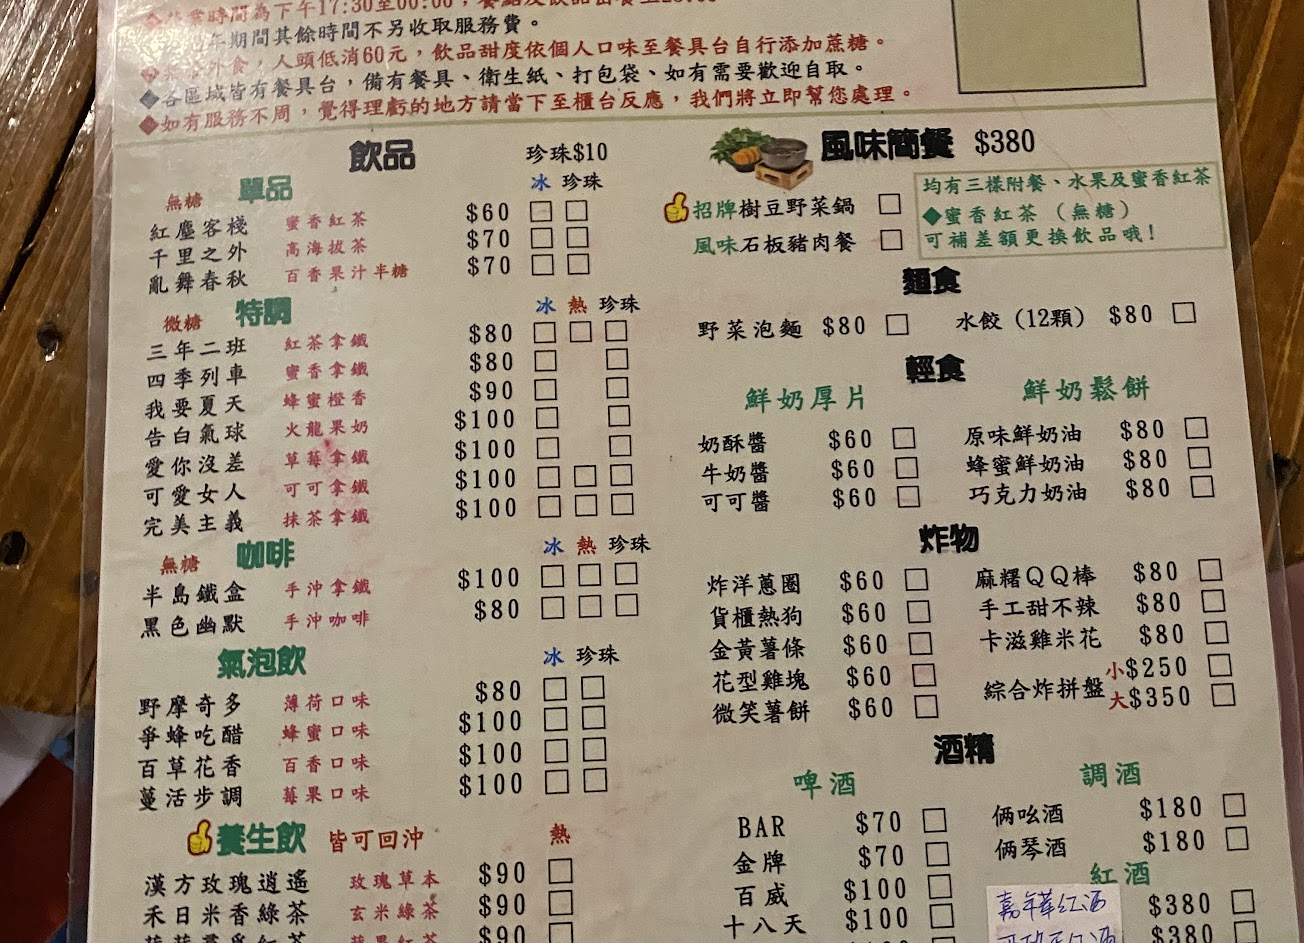 業時間為下午17:30至00:00，餐點及飲品
年期間其餘時間不另收取服務費。
外食，人頭低消60元，飲品甜度依個人口味至餐具台自行添加蔗糖。
◆各區域皆有餐具台，備有餐具、衛生紙、打包袋、如有需要歡迎自取。
◆如有服務不周，覺得理虧的地方請當下至櫃台反應，我們將立即幫您處理。
飲品 珍珠$10
無糖 單品 冰 珍珠
紅塵客棧 蜜香紅茶 $60
千里之外 高海拔茶 $70
亂舞春秋 百香果汁半糖 $70
微糖 特調 冰 熱 珍珠
三年二班 紅茶拿鐵 $80
四季列車 蜜香拿鐵 $80
我要夏天 蜂蜜橙香 $90
告白氣球 火龍果奶 $100
愛你沒差 草莓拿鐵 $100
可愛女人 可可拿鐵 $100
完美主義 抹茶拿鐵 $100
無糖 咖啡 冰 熱 珍珠
半島鐵盒 手沖拿鐵 $100
黑色幽默 手沖咖啡 $80
氣泡飲 冰 珍珠
野摩奇多 薄荷口味 $80
爭蜂吃醋 蜂蜜口味 $100
百草花香 百香口味 $100
蔓活步調 莓果口味 $100
養生飲 皆可回沖 熱
漢方玫瑰逍遙 玫瑰草本 $90
禾日米香綠茶 玄米綠茶 $90
$90
風味簡餐 $380
招牌樹豆野菜鍋
風味石板豬肉餐
均有三樣附餐、水果及蜜香紅茶
◆蜜香紅茶（無糖）
可補差額更換飲品哦！
麵食
野菜泡麵 $80 水餃（12顆） $80
輕食
鮮奶厚片 鮮奶鬆餅
奶酥醬 $60 原味鮮奶油 $80
牛奶醬 $60 蜂蜜鮮奶油 $80
可可醬 $60 巧克力奶油 $80
炸物
炸洋蔥圈 $60 麻糬QQ棒 $80
貨櫃熱狗 $60 手工甜不辣 $80
金黃薯條 $60 卡滋雞米花 $80
花型雞塊 $60 綜合炸拼盤 小$250
微笑薯餅 $60 大$350
酒精
啤酒 調酒
BAR $70 倆吆酒 $180
金牌 $70 倆琴酒 $180
百威 $100 紅酒
十八天 $100 嘉年華紅酒 $380
$380